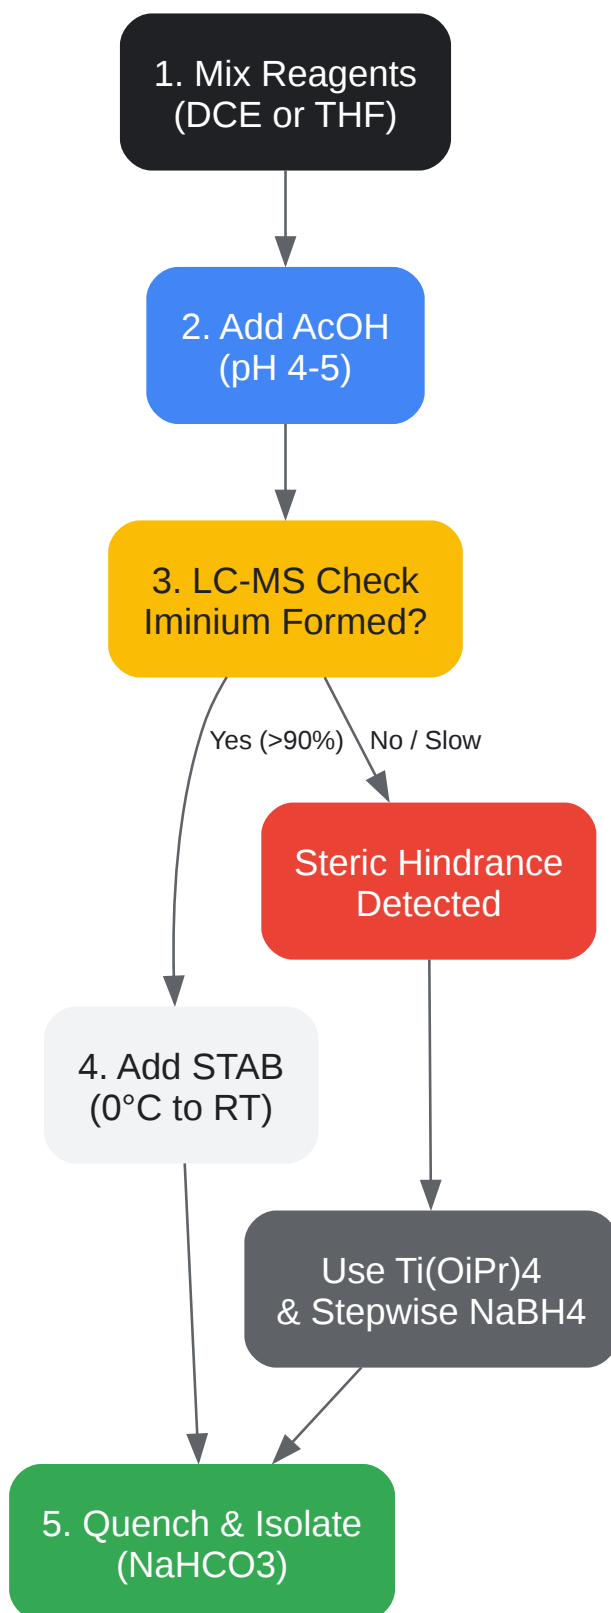 1. Mix Reagents
(DCE or THF)
2. Add AcOH
(pH 4-5)
3. LC-MS Check
Iminium Formed?
Yes (>90%)
No / Slow
Steric Hindrance
Detected
4. Add STAB
(0°C to RT)
Use Ti(OiPr)4
& Stepwise NaBH4
5. Quench & Isolate
(NaHCO3)